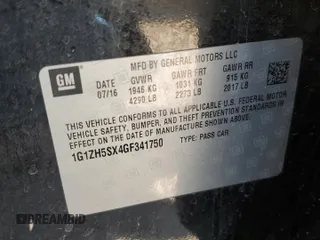 GM
MFD BY GENERAL MOTORS LLC
DATE GVWR GAWR FRT GAWR RR
07/16 1946 KG 1031 KG 915 KG
4290 LB 2273 LB 2017 LB
THIS VEHICLE CONFORMS TO ALL APPLICABLE U.S. FEDERAL MOTOR
VEHICLE SAFETY, BUMPER, AND THEFT PREVENTION STANDARDS IN
EFFECT ON THE DATE OF MANUFACTURE SHOWN ABOVE.
1G1ZH5SX4GF341750 TYPE: PASS CAR
DREAMBID